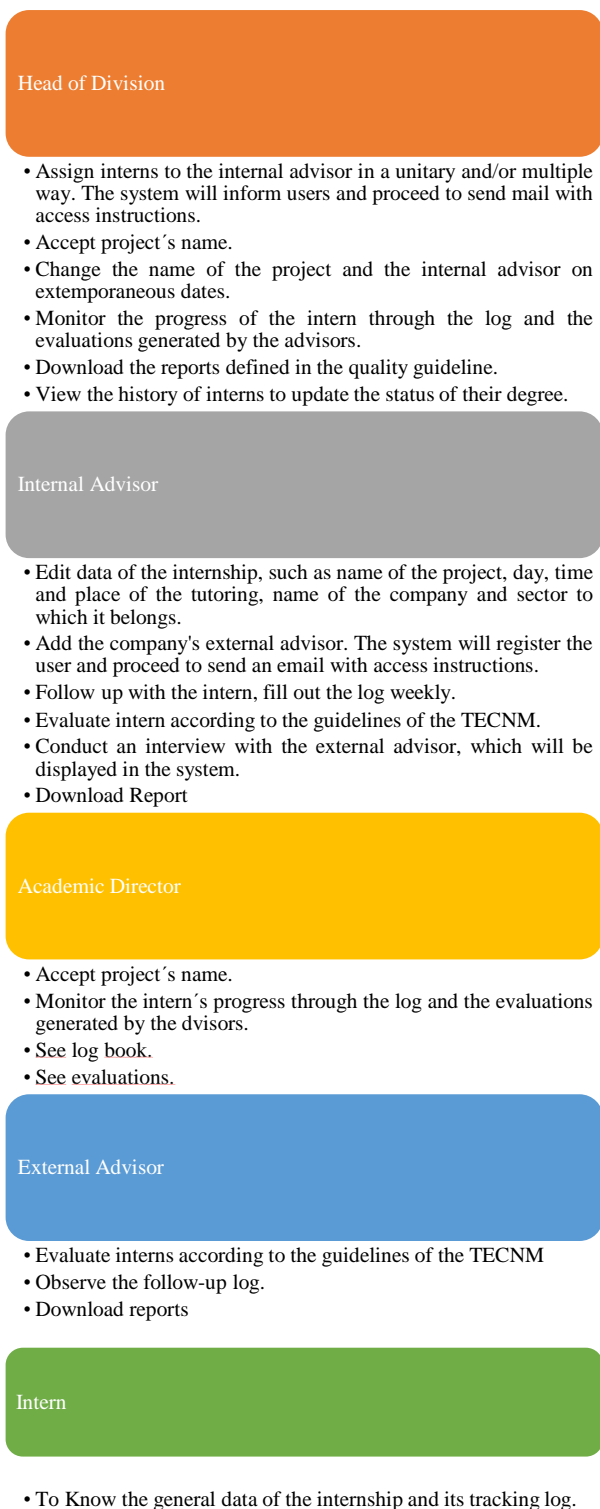 Head of Division
• Assign interns to the internal advisor in a unitary and/or multiple
way. The system will inform users and proceed to send mail with
access instructions.
• Accept project´s name.
• Change the name of the project and the internal advisor on
extemporaneous dates.
• Monitor the progress of the intern through the log and the
evaluations generated by the advisors.
• Download the reports defined in the quality guideline.
• View the history of interns to update the status of their degree.
Internal Advisor
• Edit data of the internship, such as name of the project, day, time
and place of the tutoring, name of the company and sector to
which it belongs.
• Add the company's external advisor. The system will register the
user and proceed to send an email with access instructions.
• Follow up with the intern, fill out the log weekly.
• Evaluate intern according to the guidelines of the TECNM.
• Conduct an interview with the external advisor, which will be
displayed in the system.
• Download Report
Academic Director
• Accept project´s name.
• Monitor the intern´s progress through the log and the evaluations
generated by the dvisors.
• See log book.
• See evaluations.
External Advisor
• Evaluate interns according to the guidelines of the TECNM
• Observe the follow-up log.
• Download reports
Intern
• To Know the general data of the internship and its tracking log.